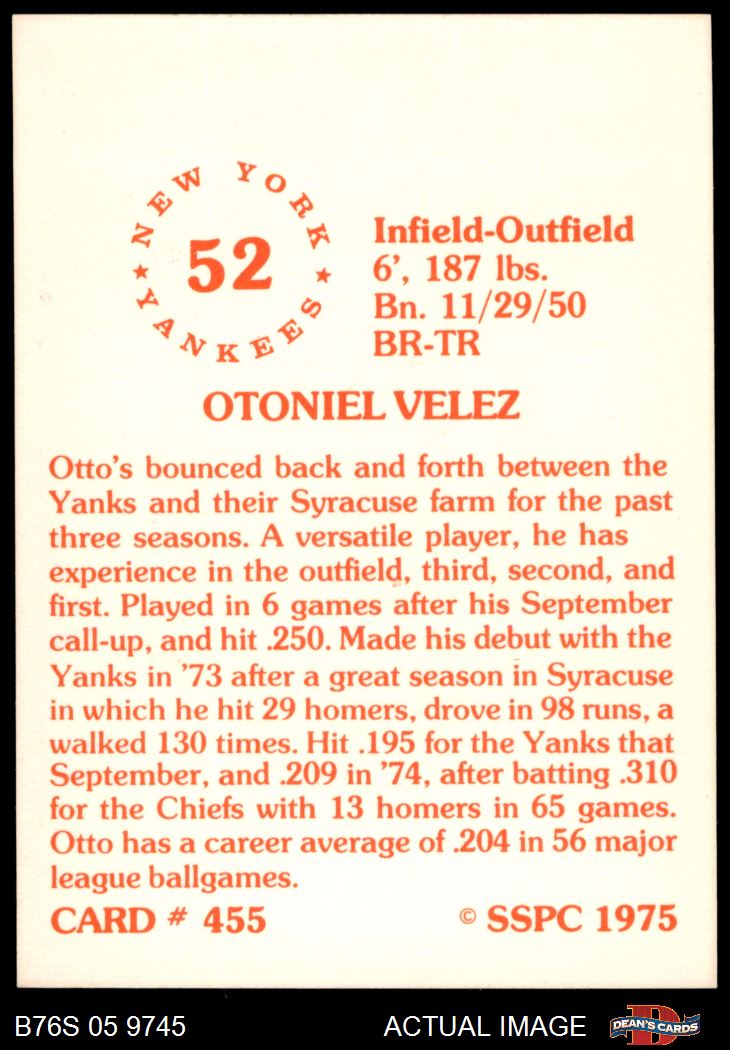 NEW YORK
52
★ YANKEES ★
Infield-Outfield
6', 187 lbs.
Bn. 11/29/50
BR-TR
OTONIEL VELEZ
Otto's bounced back and forth between the
Yanks and their Syracuse farm for the past
three seasons. A versatile player, he has
experience in the outfield, third, second, and
first. Played in 6 games after his September
call-up, and hit .250. Made his debut with the
Yanks in '73 after a great season in Syracuse
in which he hit 29 homers, drove in 98 runs, a
walked 130 times. Hit .195 for the Yanks that
September, and .209 in '74, after batting .310
for the Chiefs with 13 homers in 65 games.
Otto has a career average of .204 in 56 major
league ballgames.
CARD # 455 © SSPC 1975
B76S 05 9745 ACTUAL IMAGE D DEAN'S CARDS